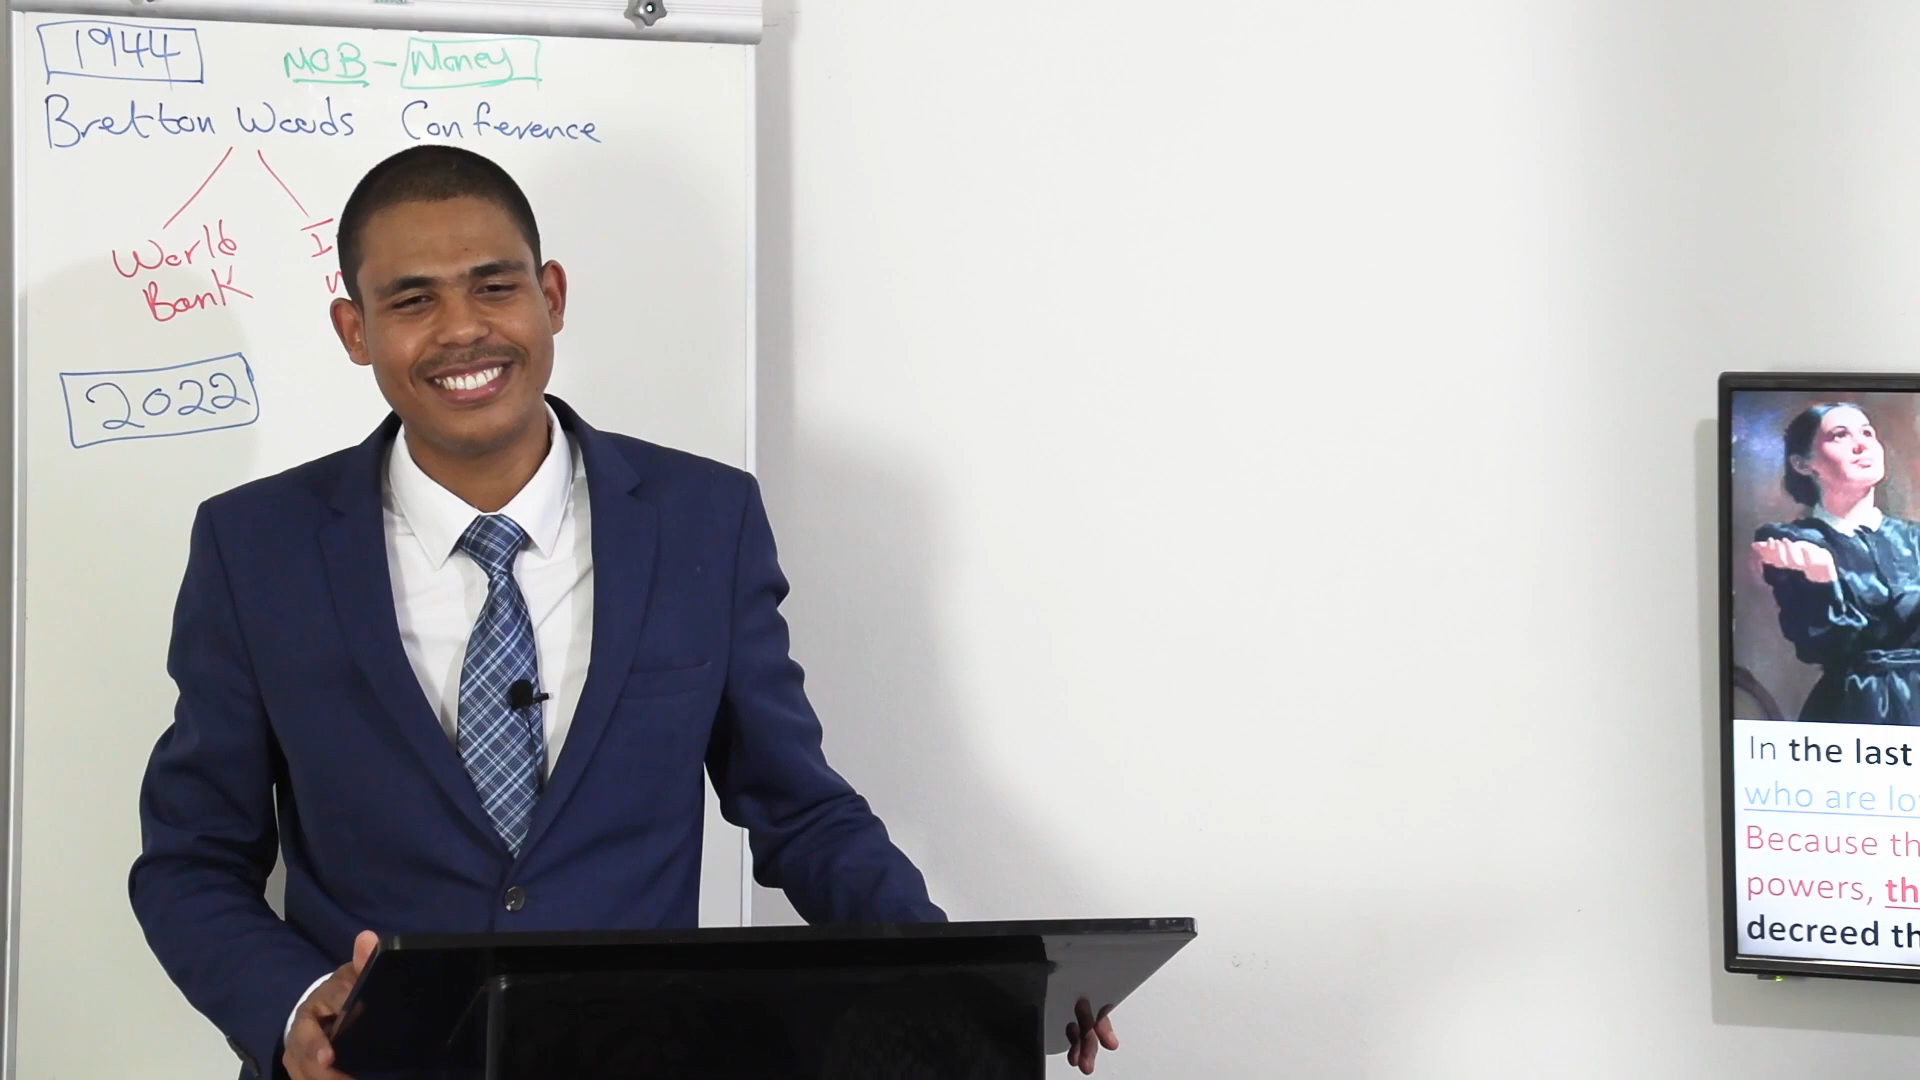 1944
MOB - Money
Bretton Woods Conference
World
Bank
I
2022
In the last
who are lo
Because th
powers, th
decreed th